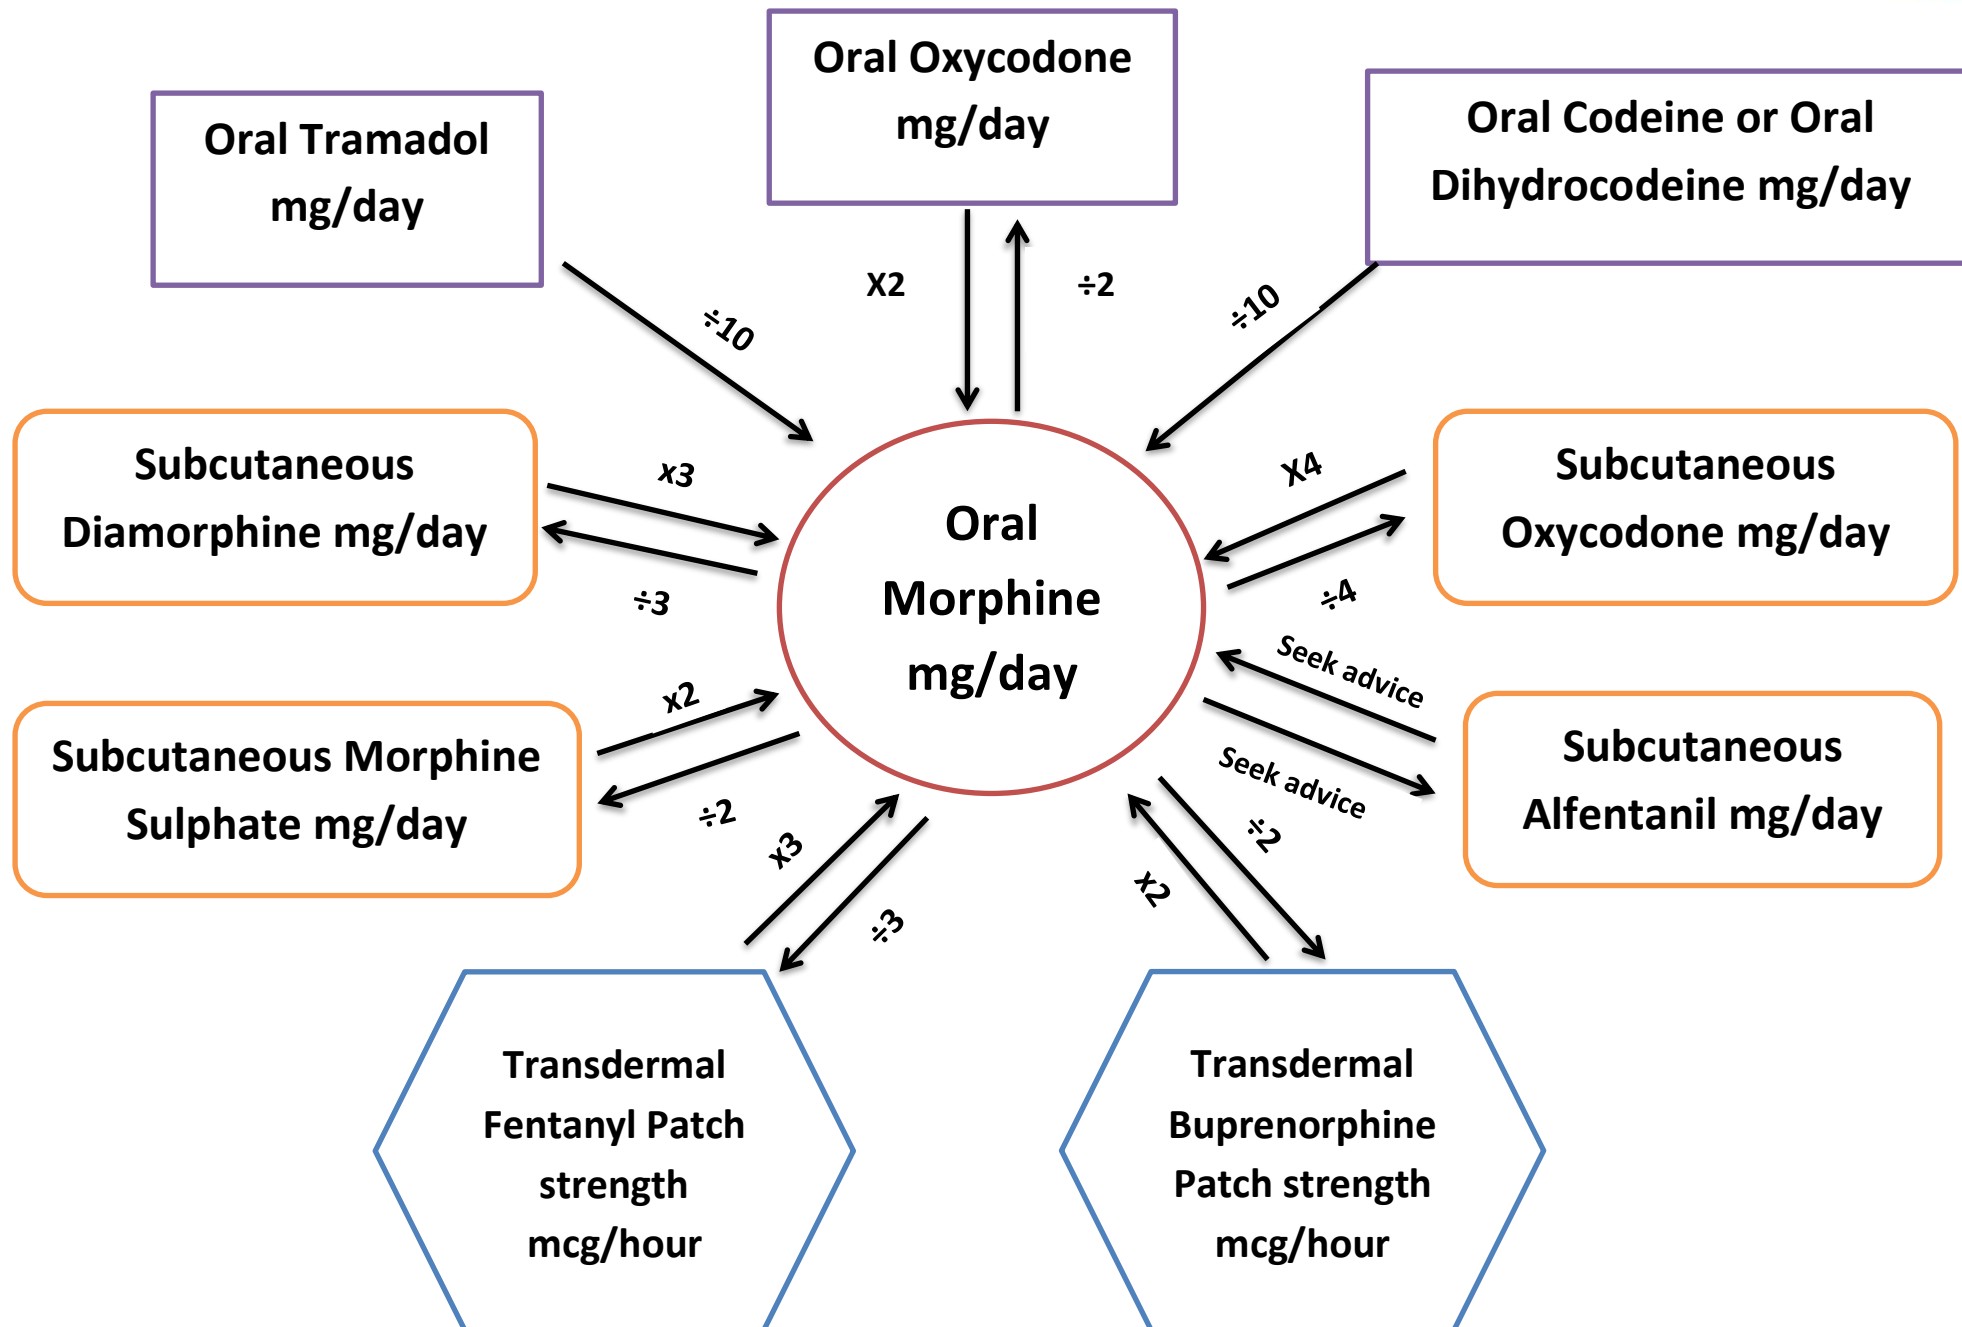 Oral Oxycodone
mg/day
Oral Tramadol
mg/day
Oral Codeine or Oral
Dihydrocodeine mg/day
÷10
X2
÷2
÷10
Subcutaneous
Diamorphine mg/day
x3
÷3
Oral
Morphine
mg/day
X4
÷4
Subcutaneous
Oxycodone mg/day
Subcutaneous Morphine
Sulphate mg/day
x2
÷2
Seek advice
Seek advice
Subcutaneous
Alfentanil mg/day
x3
÷3
÷2
x2
Transdermal
Fentanyl Patch
strength
mcg/hour
Transdermal
Buprenorphine
Patch strength
mcg/hour